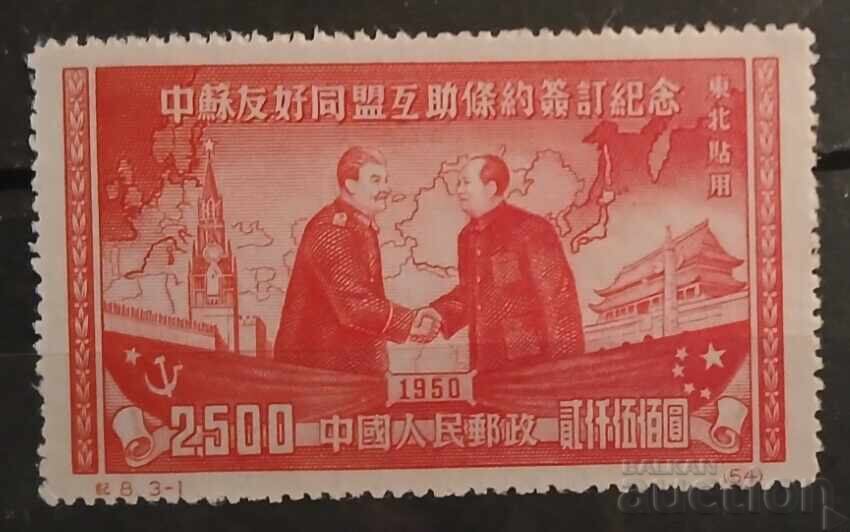 中蘇友好同盟互助條約簽訂紀念
東北貼用
1950
2,500 中國人民郵政 貳仟伍佰圓
紀 8. 3-1 (54)
BALKAN
auction